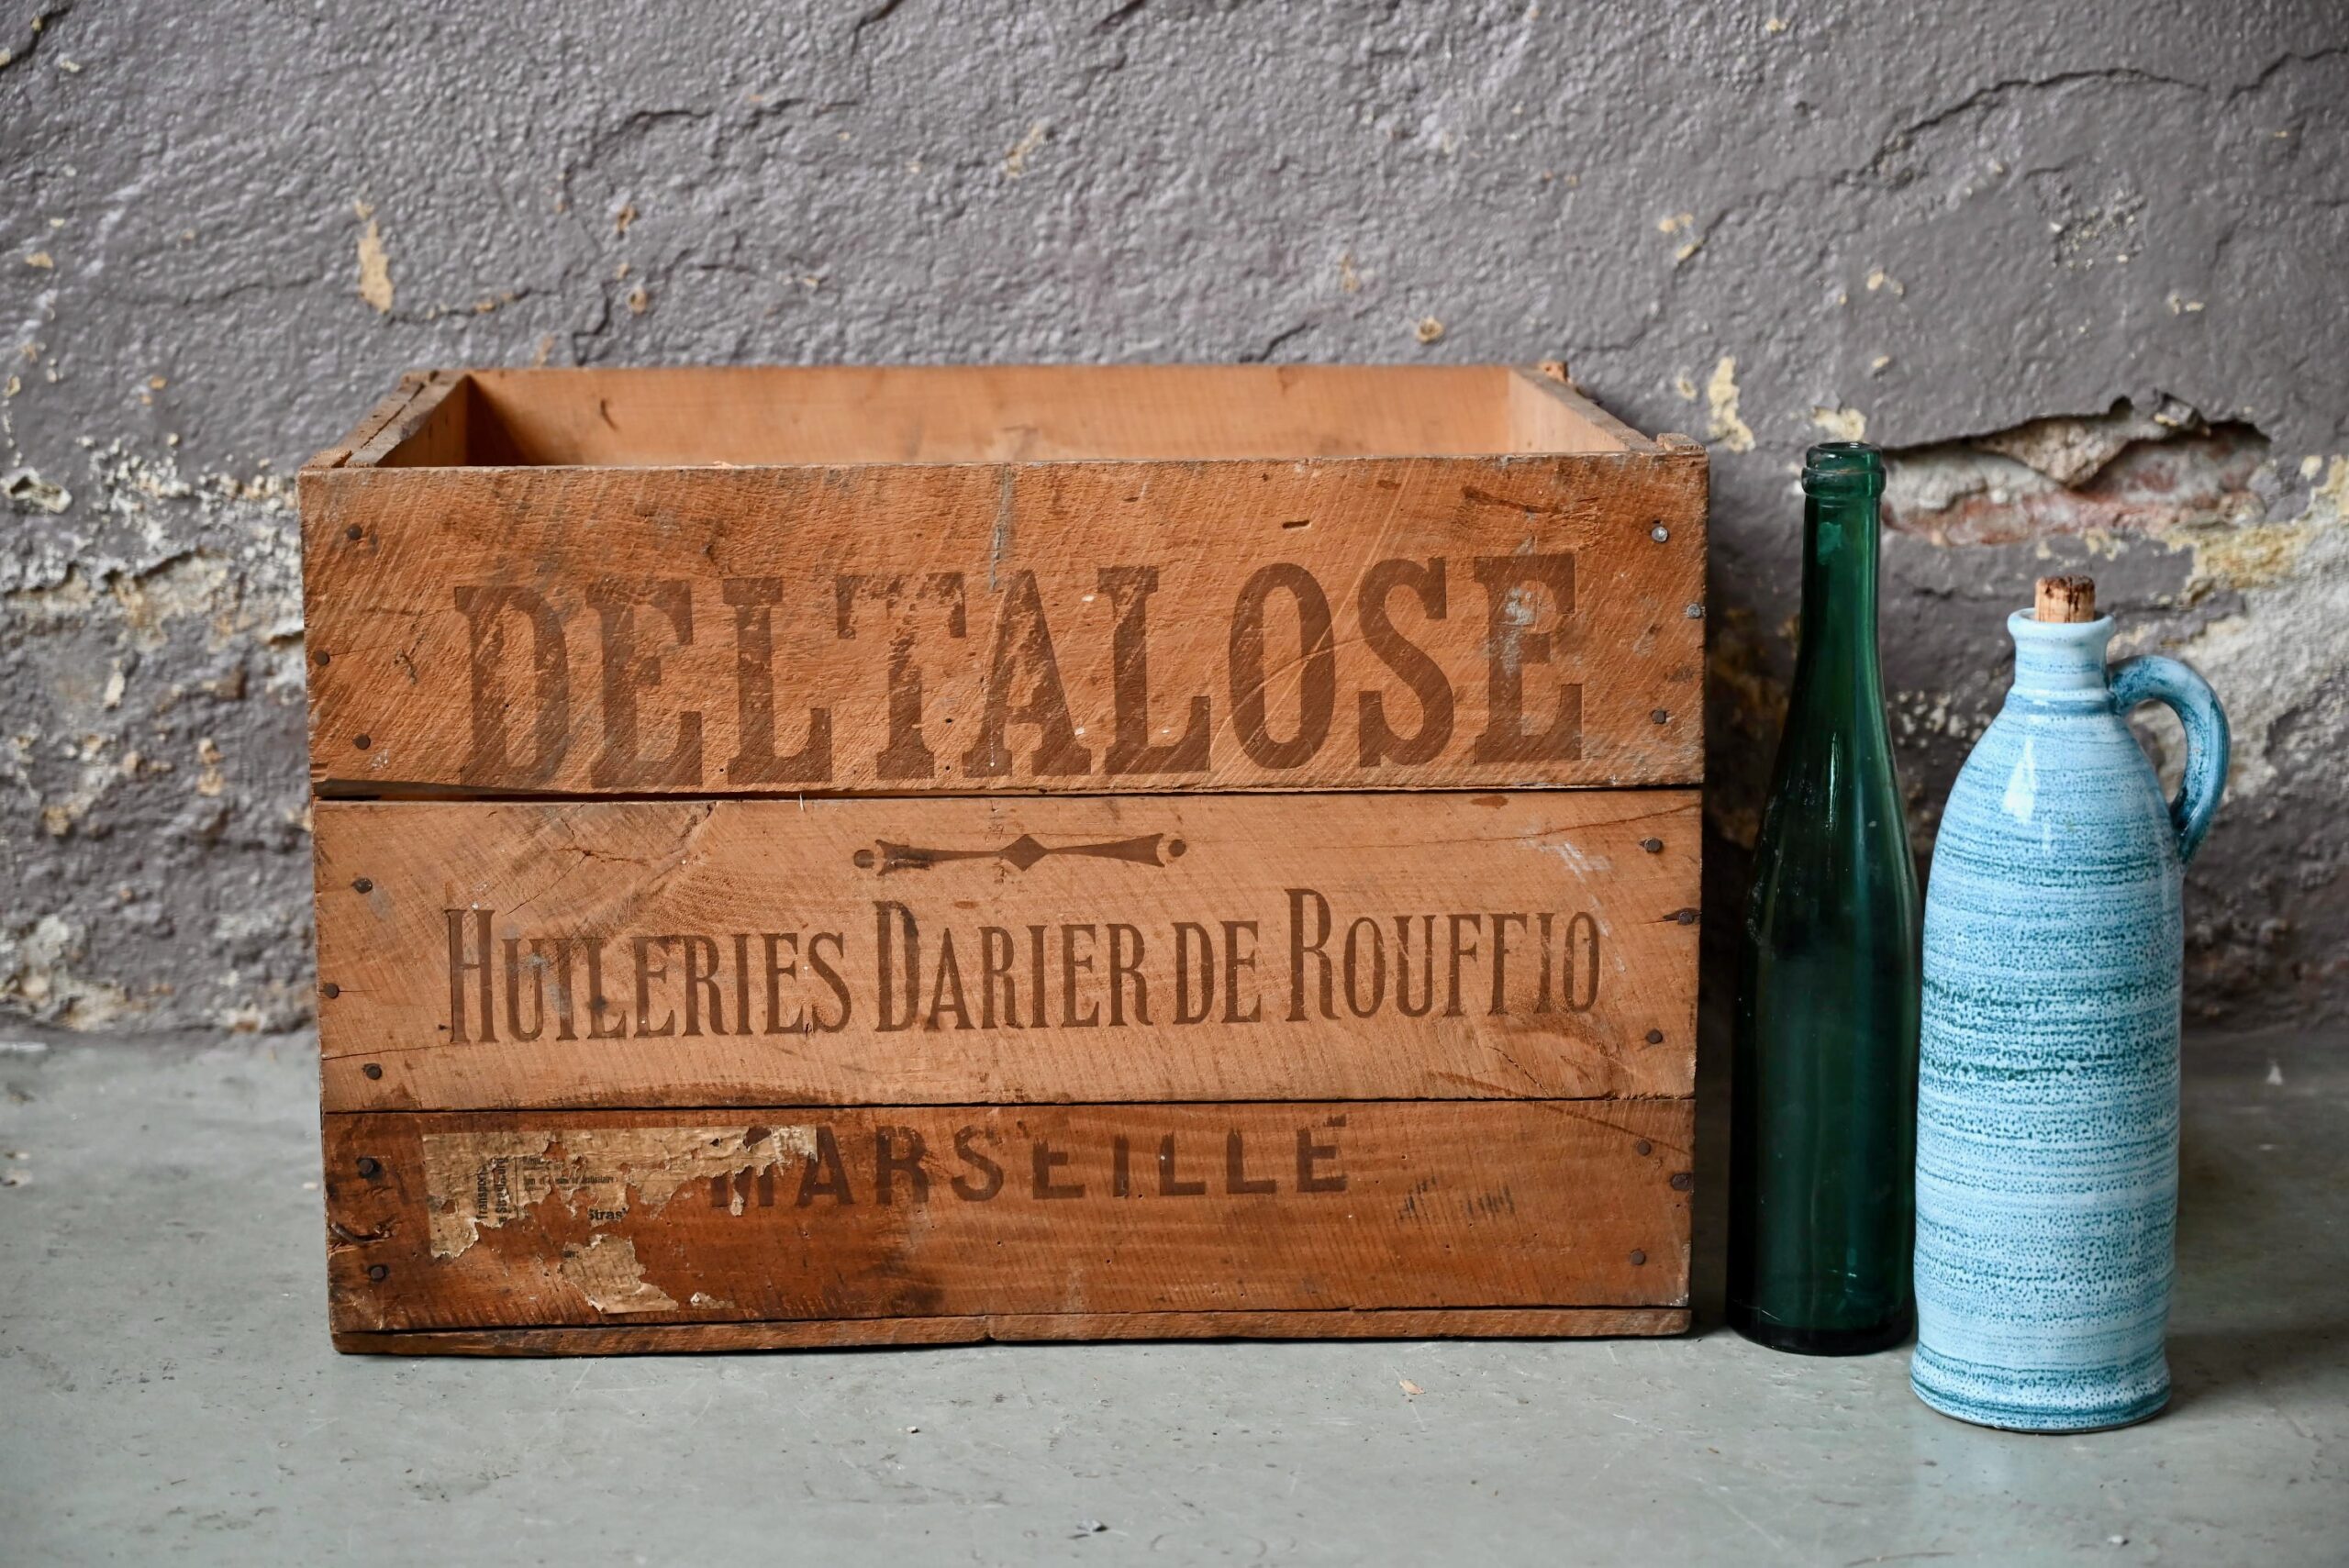 DELTALOSE
HUILERIES DARIER DE ROUFFIO
MARSEILLE